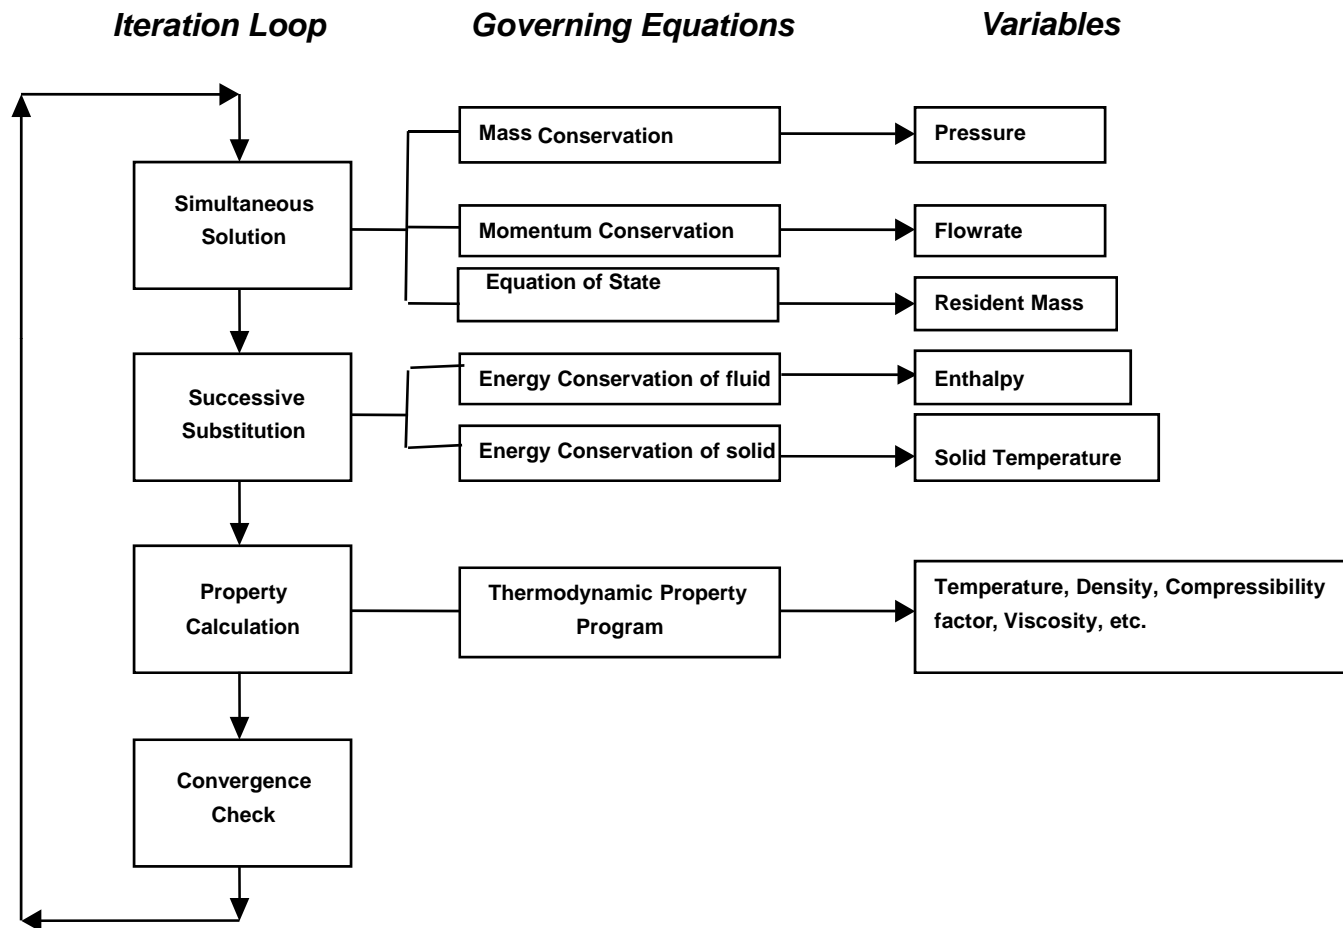 Iteration Loop
Governing Equations
Variables
Simultaneous
Solution
Mass Conservation
Pressure
Momentum Conservation
Flowrate
Equation of State
Resident Mass
Successive
Substitution
Energy Conservation of fluid
Enthalpy
Energy Conservation of solid
Solid Temperature
Property
Calculation
Thermodynamic Property
Program
Temperature, Density, Compressibility
factor, Viscosity, etc.
Convergence
Check